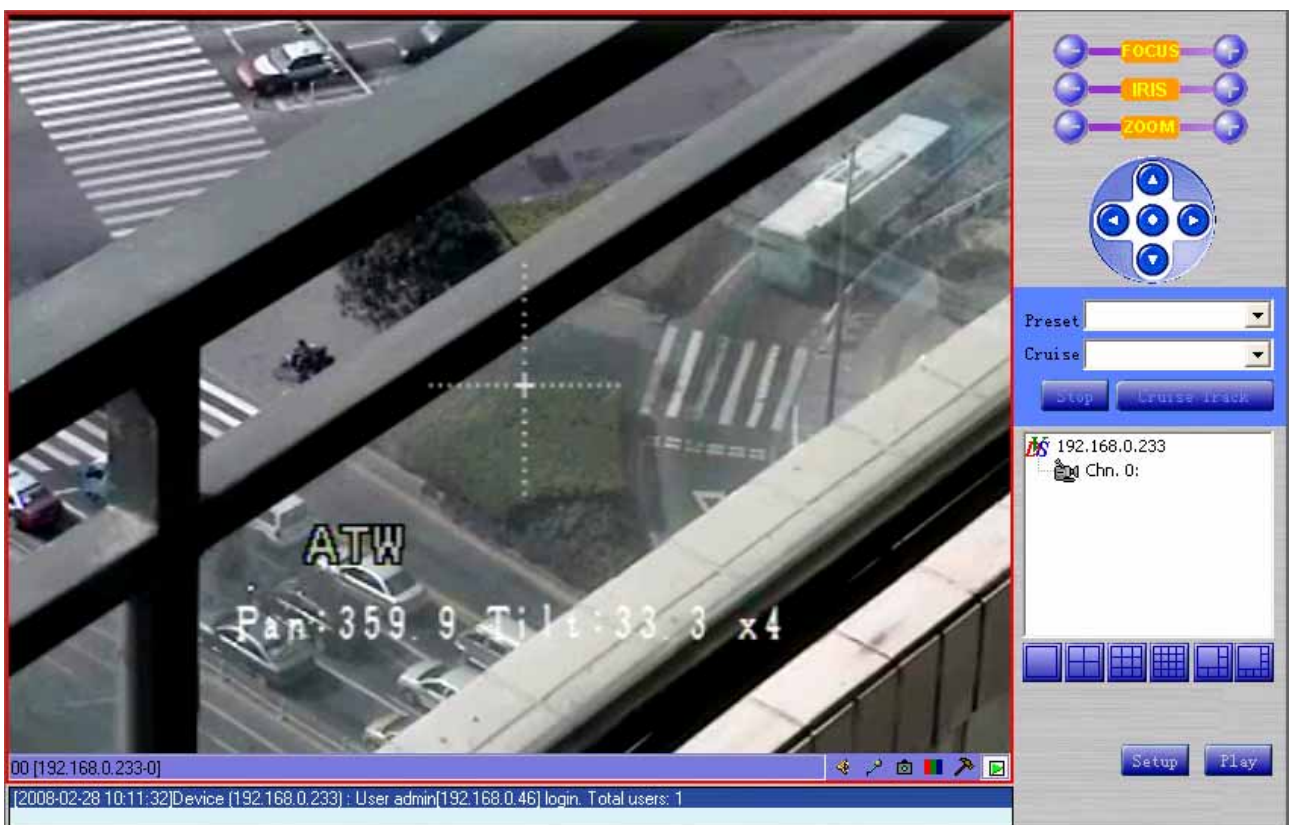 FOCUS
IRIS
ZOOM
Preset
Cruise
Stop Cruise Track
DVS 192.168.0.233
Chn. 0:
ATW
Pan:359.9 Tilt:33.3 x4
00 [192.168.0.233-0]
Setup Play
[2008-02-28 10:11:32]Device (192.168.0.233) : User admin[192.168.0.46] login. Total users: 1